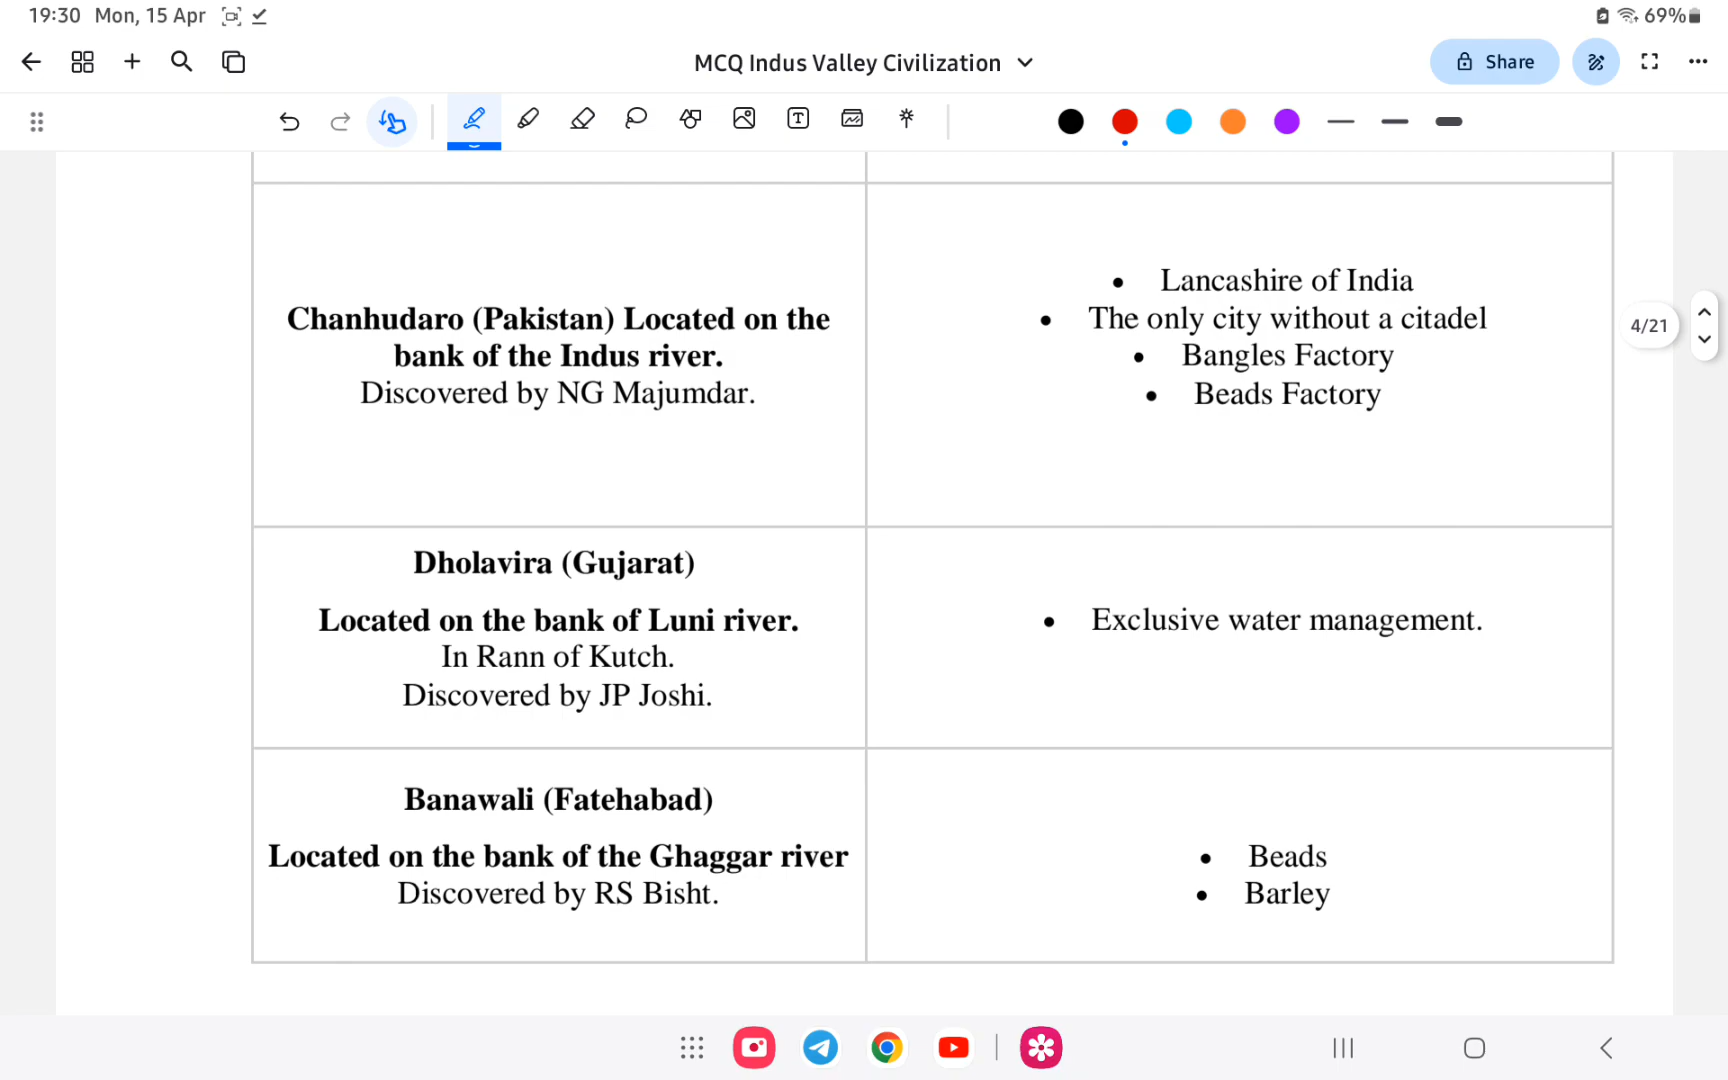 19:30 Mon, 15 Apr
69%
MCQ Indus Valley Civilization
Share
Chanhudaro (Pakistan) Located on the
bank of the Indus river.
Discovered by NG Majumdar.
• Lancashire of India
• The only city without a citadel
• Bangles Factory
• Beads Factory
4/21
Dholavira (Gujarat)
Located on the bank of Luni river.
In Rann of Kutch.
Discovered by JP Joshi.
• Exclusive water management.
Banawali (Fatehabad)
Located on the bank of the Ghaggar river
Discovered by RS Bisht.
• Beads
• Barley